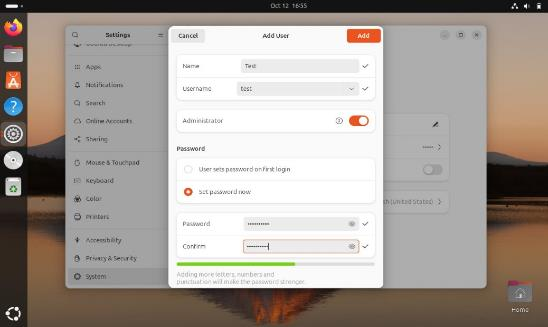 Oct 12 16:55
Settings
Apps
Notifications
Search
Online Accounts
Sharing
Mouse & Touchpad
Keyboard
Color
Printers
Accessibility
Privacy & Security
System
Cancel
Add User
Add
Name
Test
Username
test
Administrator
Password
User sets password on first login
Set password now
Password
Confirm
Adding more letters, numbers and
punctuation will make the password stronger.
(United States)
Home